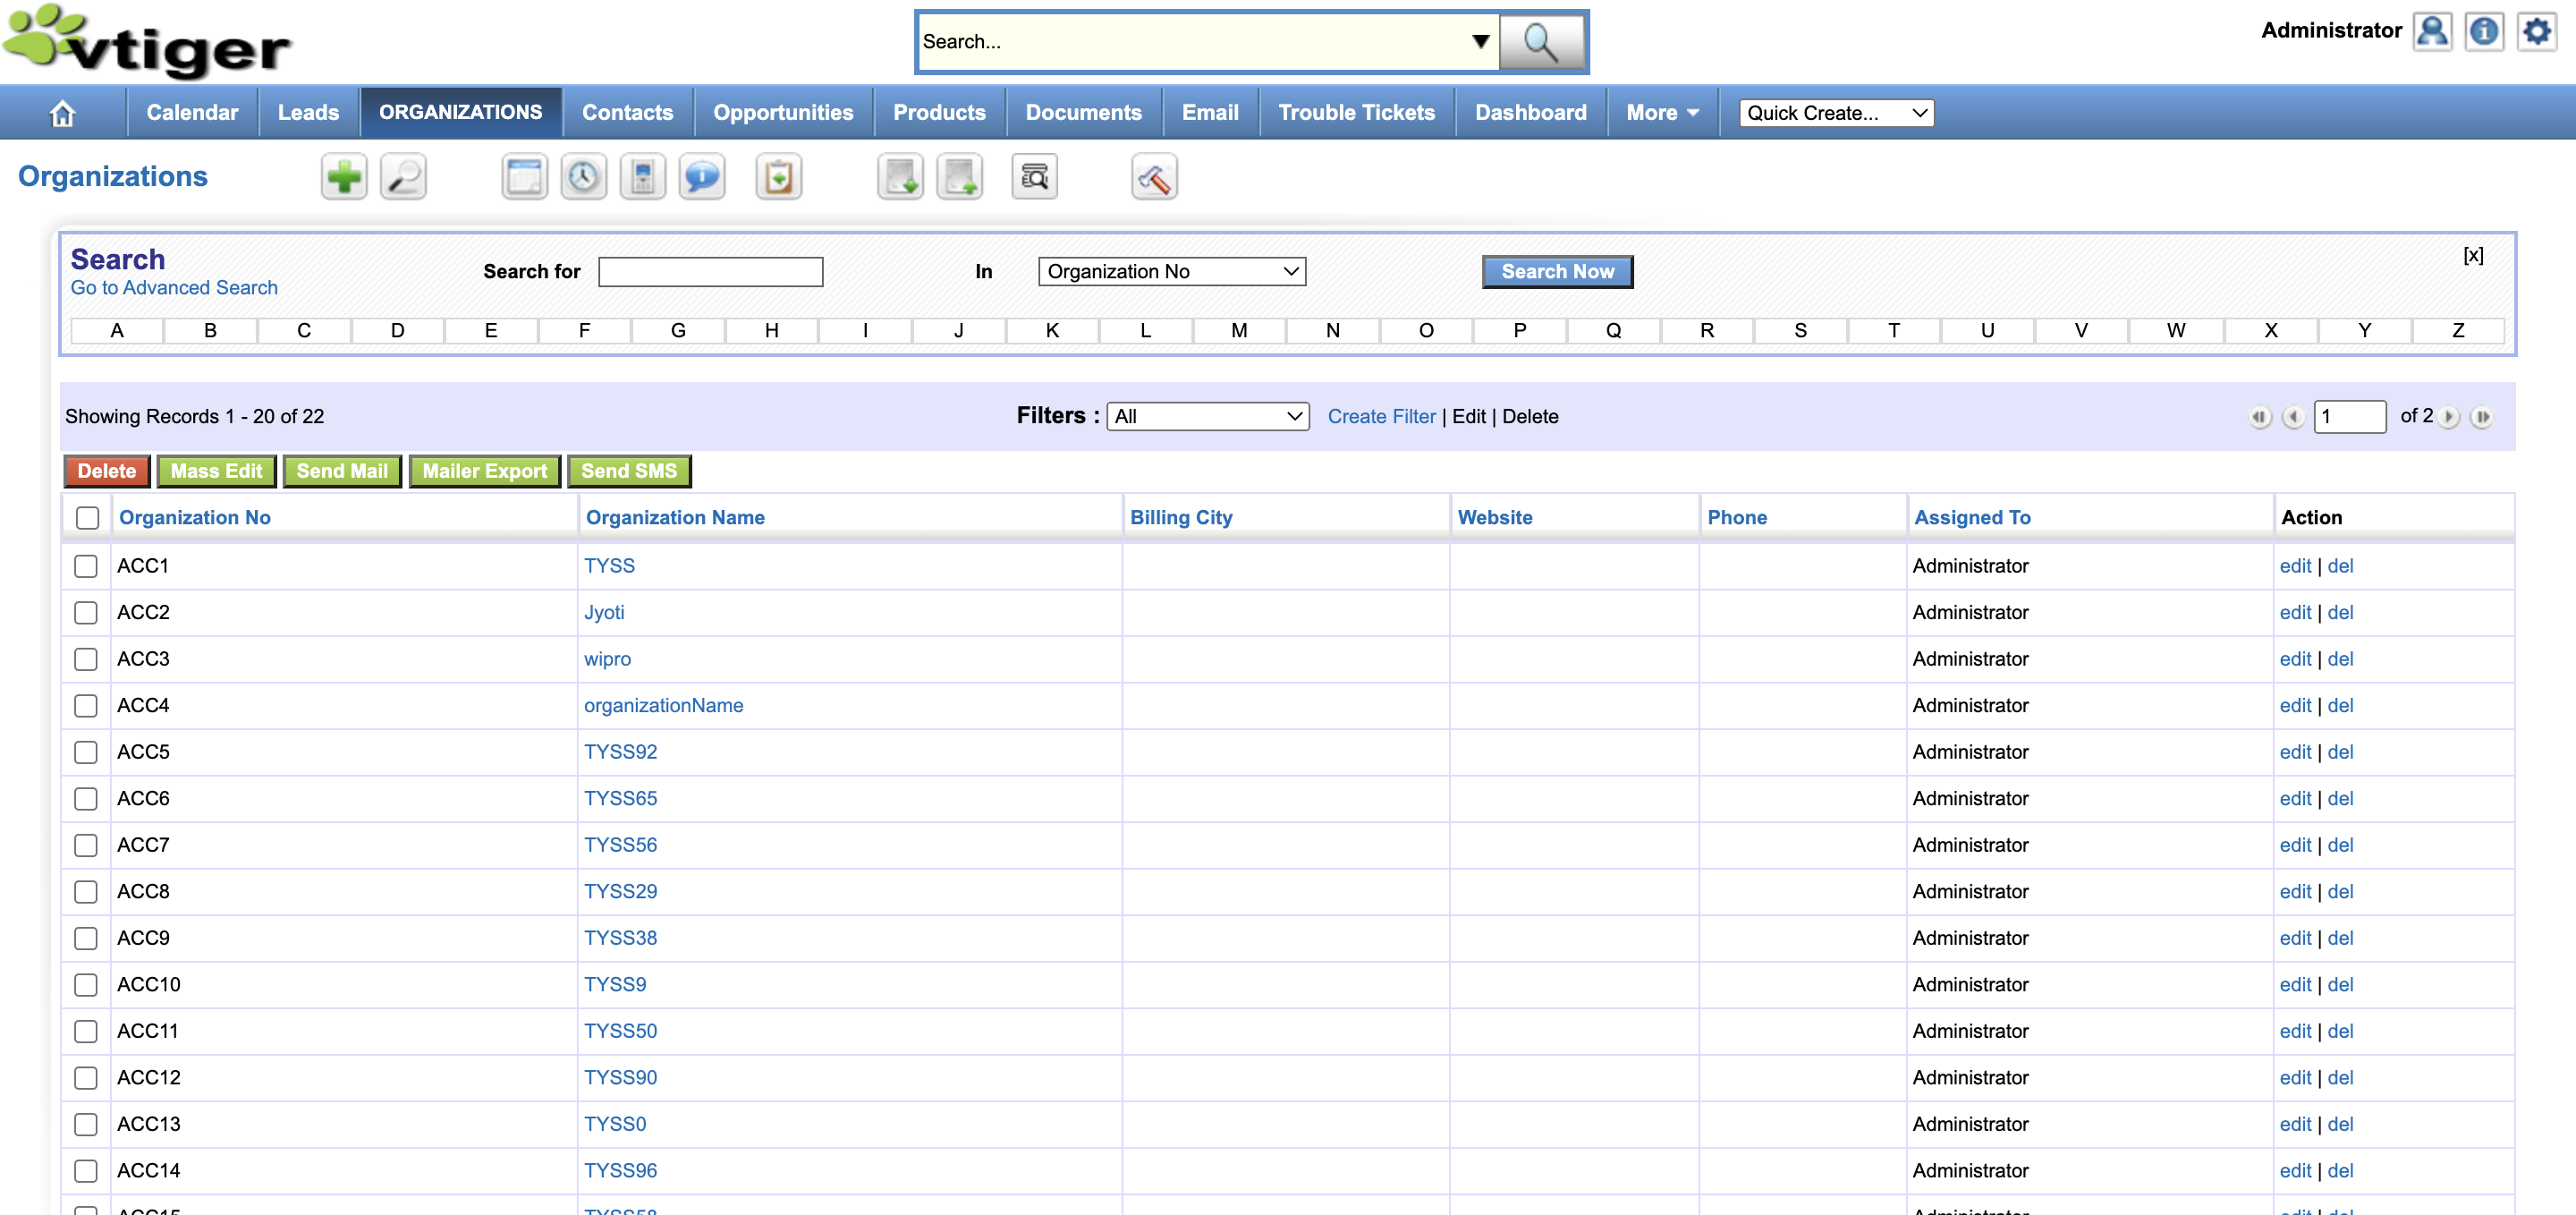 vtiger
Search...
Administrator
Calendar Leads ORGANIZATIONS Contacts Opportunities Products Documents Email Trouble Tickets Dashboard More Quick Create...
Organizations
Search
Go to Advanced Search
Search for In Organization No Search Now [x]
A B C D E F G H I J K L M N O P Q R S T U V W X Y Z
Showing Records 1 - 20 of 22 Filters : All Create Filter | Edit | Delete 1 of 2
Delete Mass Edit Send Mail Mailer Export Send SMS
Organization No Organization Name Billing City Website Phone Assigned To Action
ACC1 TYSS Administrator edit | del
ACC2 Jyoti Administrator edit | del
ACC3 wipro Administrator edit | del
ACC4 organizationName Administrator edit | del
ACC5 TYSS92 Administrator edit | del
ACC6 TYSS65 Administrator edit | del
ACC7 TYSS56 Administrator edit | del
ACC8 TYSS29 Administrator edit | del
ACC9 TYSS38 Administrator edit | del
ACC10 TYSS9 Administrator edit | del
ACC11 TYSS50 Administrator edit | del
ACC12 TYSS90 Administrator edit | del
ACC13 TYSS0 Administrator edit | del
ACC14 TYSS96 Administrator edit | del